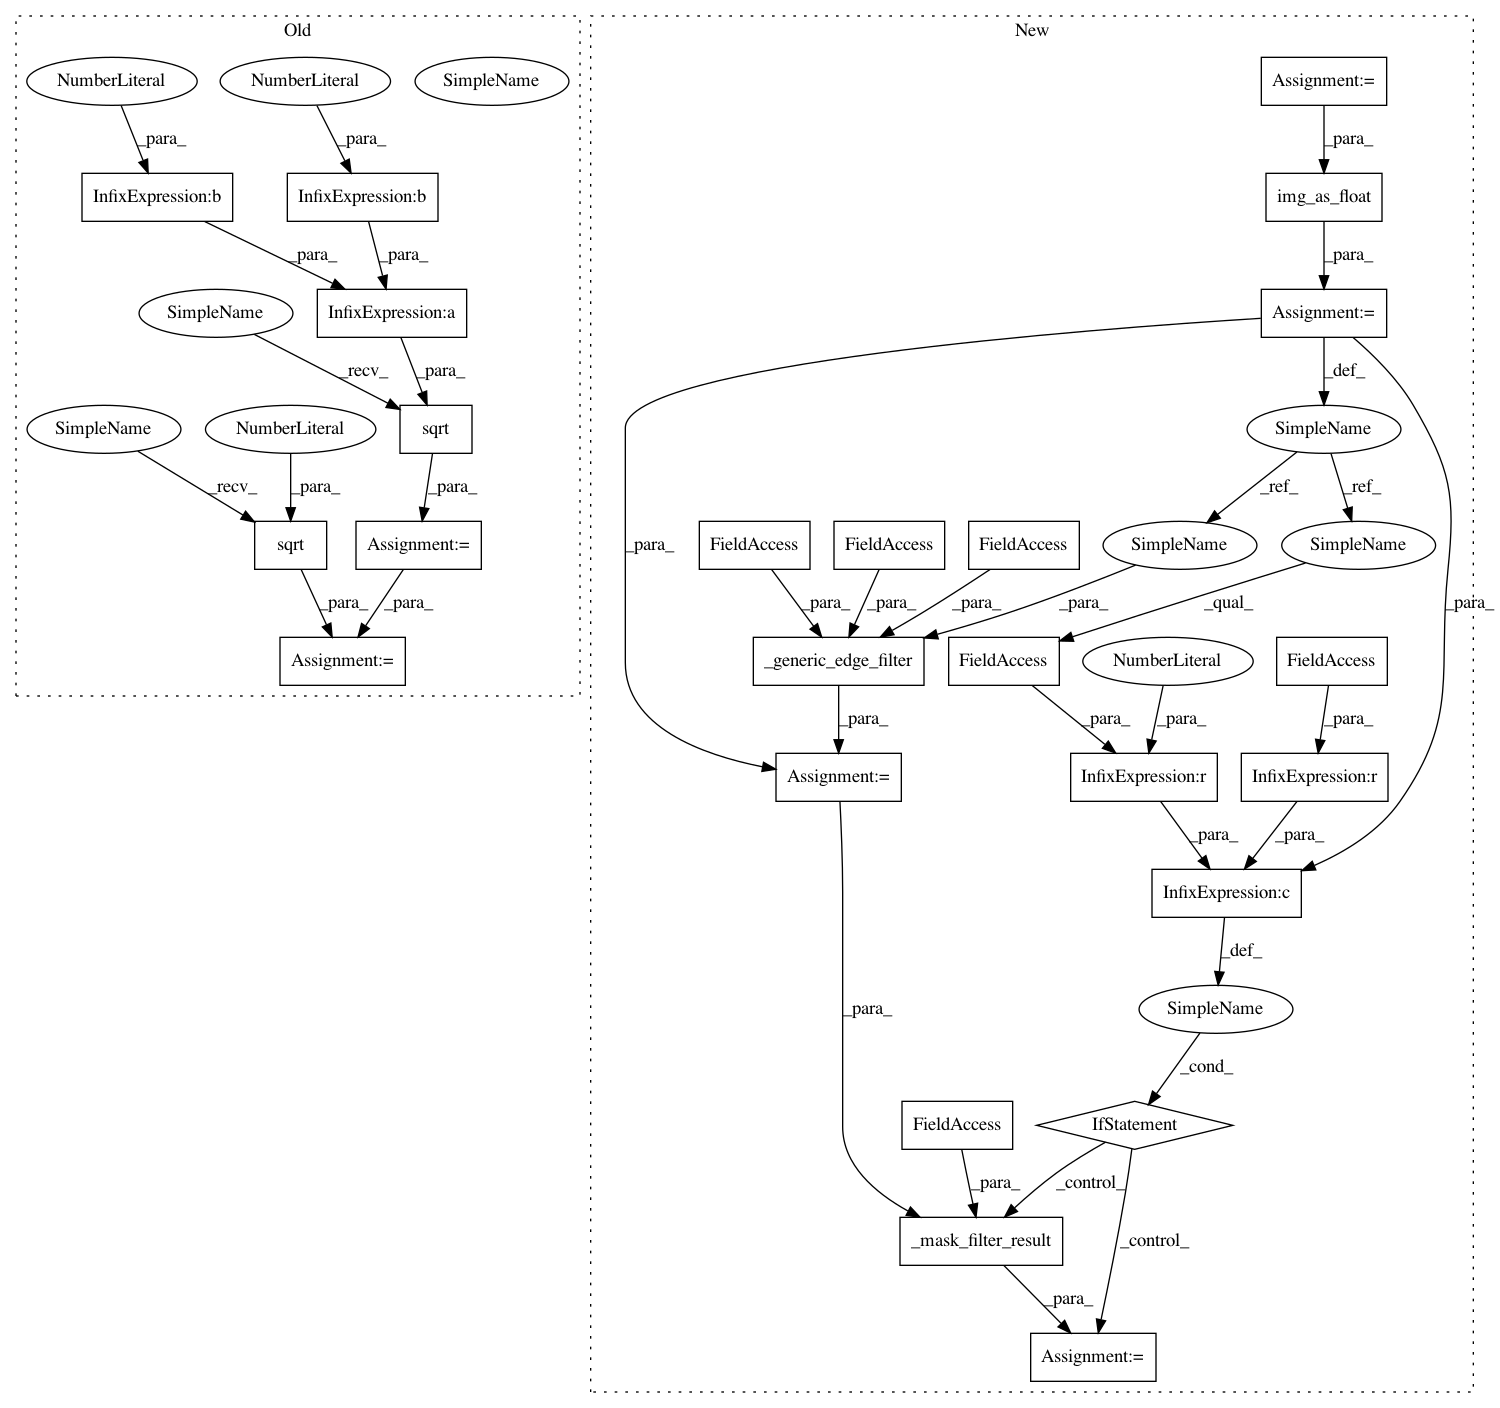 Old
New
NumberLiteral
NumberLiteral
SimpleName
Assignment:=
_para_
_para_
_para_
InfixExpression:b
InfixExpression:b
img_as_float
_para_
_para_
_para_
SimpleName
InfixExpression:a
Assignment:=
_recv_
_para_
_def_
SimpleName
NumberLiteral
sqrt
SimpleName
_recv_
_para_
_para_
_ref_
_ref_
sqrt
Assignment:=
_para_
FieldAccess
FieldAccess
FieldAccess
SimpleName
SimpleName
_para_
_para_
_para_
_para_
_para_
_para_
_qual_
_para_
Assignment:=
_generic_edge_filter
FieldAccess
NumberLiteral
FieldAccess
_para_
_para_
_para_
_para_
Assignment:=
InfixExpression:r
InfixExpression:r
_para_
_para_
InfixExpression:c
_def_
_para_
SimpleName
_cond_
FieldAccess
IfStatement
_para_
_control_
_mask_filter_result
_control_
_para_
Assignment:=